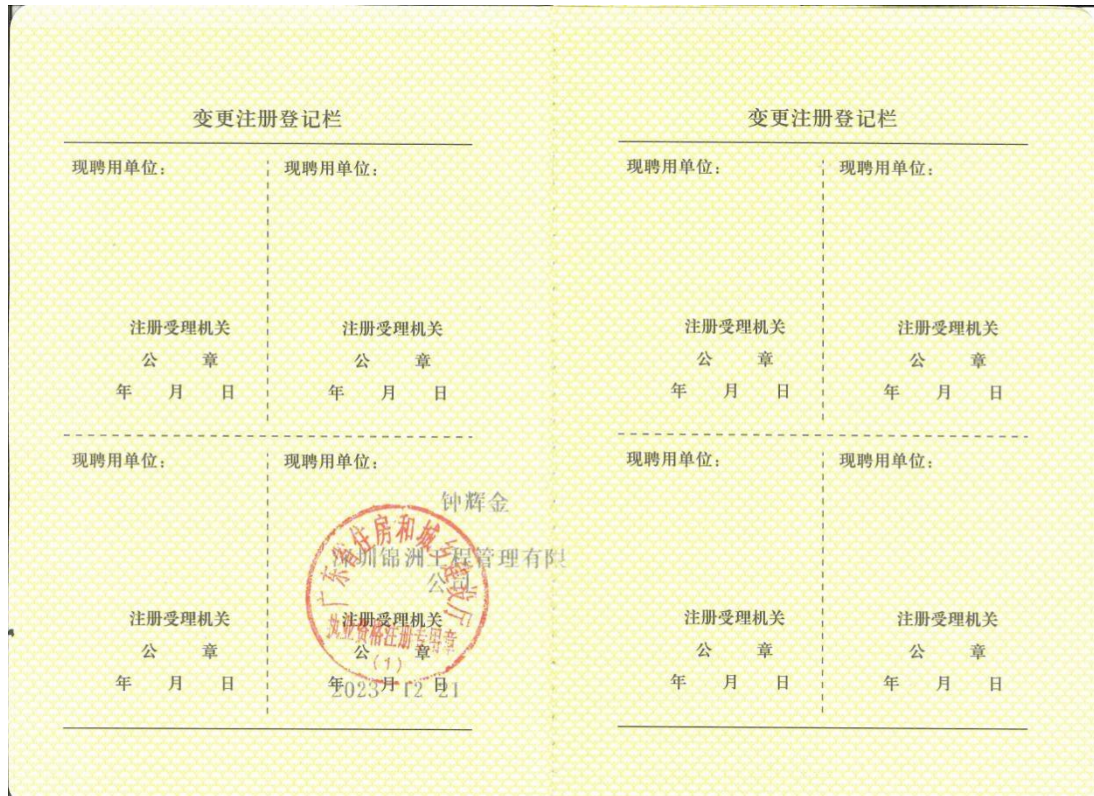 变更注册登记栏
现聘用单位：
现聘用单位：
注册受理机关
公 章
年 月 日
注册受理机关
公 章
年 月 日
现聘用单位：
现聘用单位：
钟辉金
深圳锦洲工程管理有限
公司
广东省住房和城乡建设厅
执业资格注册专用章
(1)
注册受理机关
公 章
年 月 日
注册受理机关
公 章
年 月 日
2023 12 21
变更注册登记栏
现聘用单位：
现聘用单位：
注册受理机关
公 章
年 月 日
注册受理机关
公 章
年 月 日
现聘用单位：
现聘用单位：
注册受理机关
公 章
年 月 日
注册受理机关
公 章
年 月 日